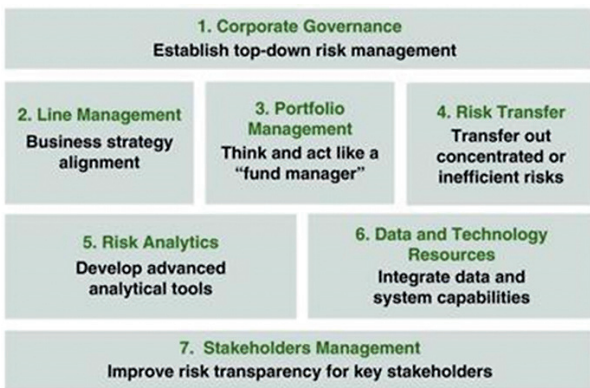 1. Corporate Governance
Establish top-down risk management
2. Line Management
Business strategy
alignment
3. Portfolio
Management
Think and act like a
“fund manager”
4. Risk Transfer
Transfer out
concentrated or
inefficient risks
5. Risk Analytics
Develop advanced
analytical tools
6. Data and Technology
Resources
Integrate data and
system capabilities
7. Stakeholders Management
Improve risk transparency for key stakeholders